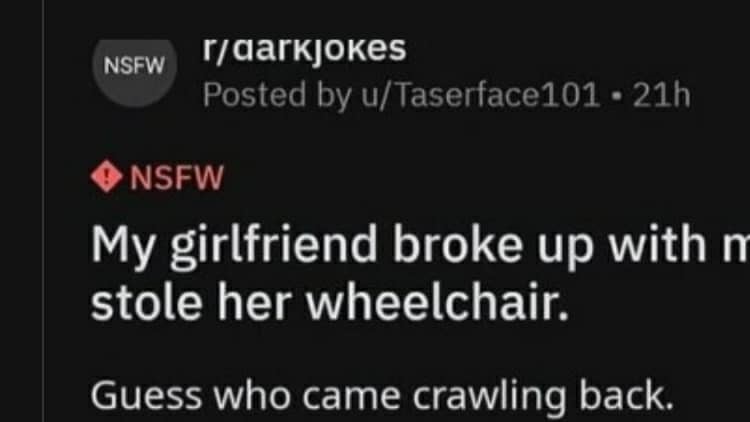 NSFW
r/darkjokes
Posted by u/Taserface101 • 21h
NSFW
My girlfriend broke up with
stole her wheelchair.
Guess who came crawling back.